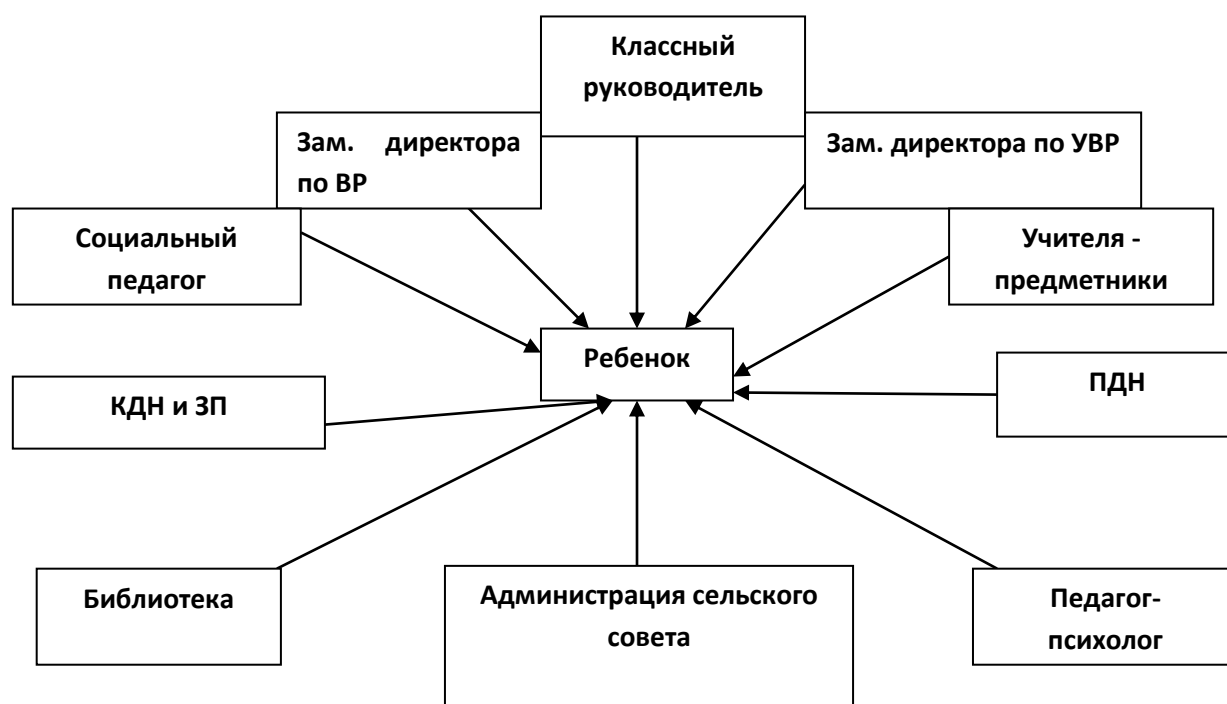 Классный
руководитель
Зам. директора
по ВР
Зам. директора по УВР
Социальный
педагог
Учителя -
предметники
Ребенок
КДН и ЗП
ПДН
Библиотека
Администрация сельского
совета
Педагог-
психолог